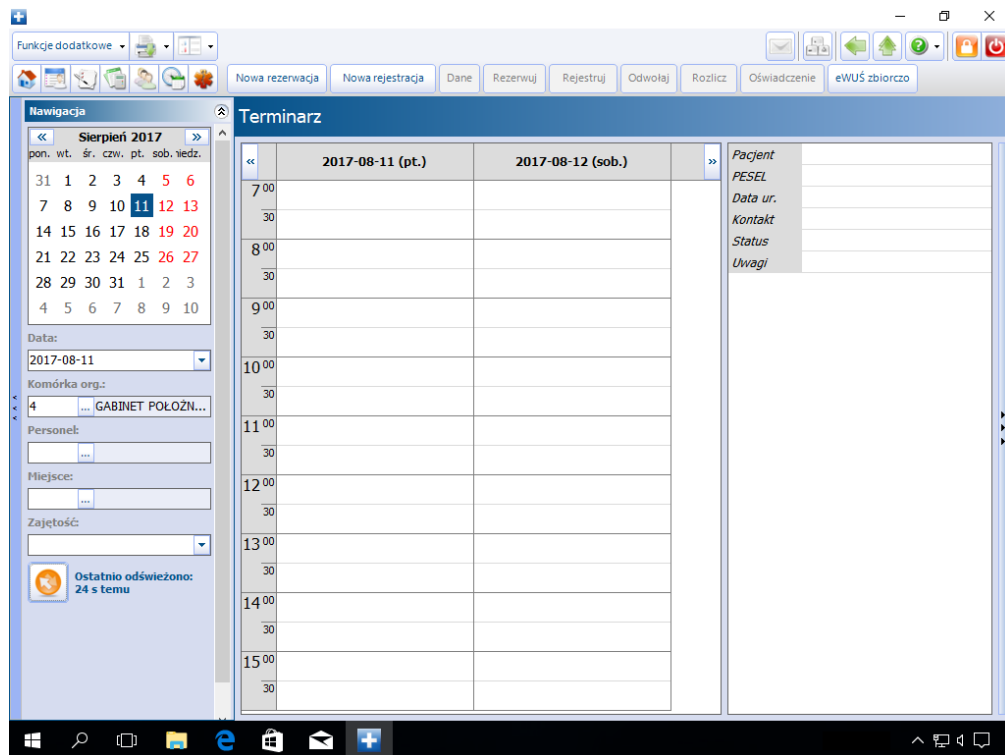 Funkcje dodatkowe
Nowa rezerwacja Nowa rejestracja Dane Rezerwuj Rejestruj Odwołaj Rozlicz Oświadczenie eWUŚ zbiorczo
Nawigacja
Sierpień 2017
pon. wt. śr. czw. pt. sob. niedz.
31 1 2 3 4 5 6
7 8 9 10 11 12 13
14 15 16 17 18 19 20
21 22 23 24 25 26 27
28 29 30 31 1 2 3
4 5 6 7 8 9 10
Data:
2017-08-11
Komórka org.:
4 ... GABINET POŁOŻN...
Personel:
...
Miejsce:
...
Zajętość:
Ostatnio odświeżono:
24 s temu
Terminarz
2017-08-11 (pt.) 2017-08-12 (sob.)
7 00
30
8 00
30
9 00
30
10 00
30
11 00
30
12 00
30
13 00
30
14 00
30
15 00
30
Pacjent
PESEL
Data ur.
Kontakt
Status
Uwagi